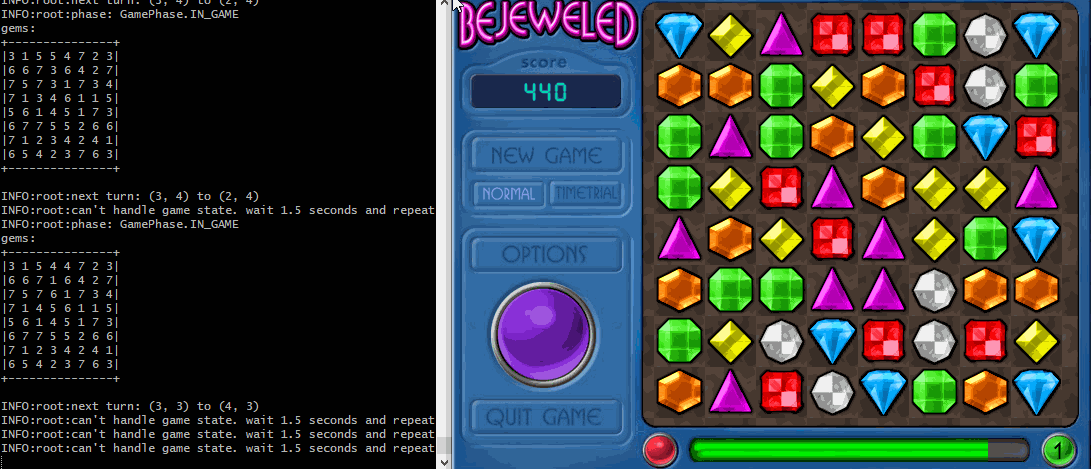 INFO:root:next turn: (3, 4) to (2, 4)
INFO:root:phase: GamePhase.IN_GAME
gems:
+---------------+
|3 1 5 5 4 7 2 3|
|6 6 7 3 6 4 2 7|
|7 5 7 3 1 7 3 4|
|7 1 3 4 6 1 1 5|
|5 6 1 4 5 1 7 3|
|6 7 7 5 5 2 6 6|
|7 1 2 3 4 2 4 1|
|6 5 4 2 3 7 6 3|
+---------------+
INFO:root:next turn: (3, 4) to (2, 4)
INFO:root:can't handle game state. wait 1.5 seconds and repeat
INFO:root:phase: GamePhase.IN_GAME
gems:
+---------------+
|3 1 5 4 4 7 2 3|
|6 6 7 1 6 4 2 7|
|7 5 7 6 1 7 3 4|
|7 1 4 5 6 1 1 5|
|5 6 1 4 5 1 7 3|
|6 7 7 5 5 2 6 6|
|7 1 2 3 4 2 4 1|
|6 5 4 2 3 7 6 3|
+---------------+
INFO:root:next turn: (3, 3) to (4, 3)
INFO:root:can't handle game state. wait 1.5 seconds and repeat
INFO:root:can't handle game state. wait 1.5 seconds and repeat
INFO:root:can't handle game state. wait 1.5 seconds and repeat
BEJEWELED
score
440
NEW GAME
NORMAL TIMETRIAL
OPTIONS
QUIT GAME
1